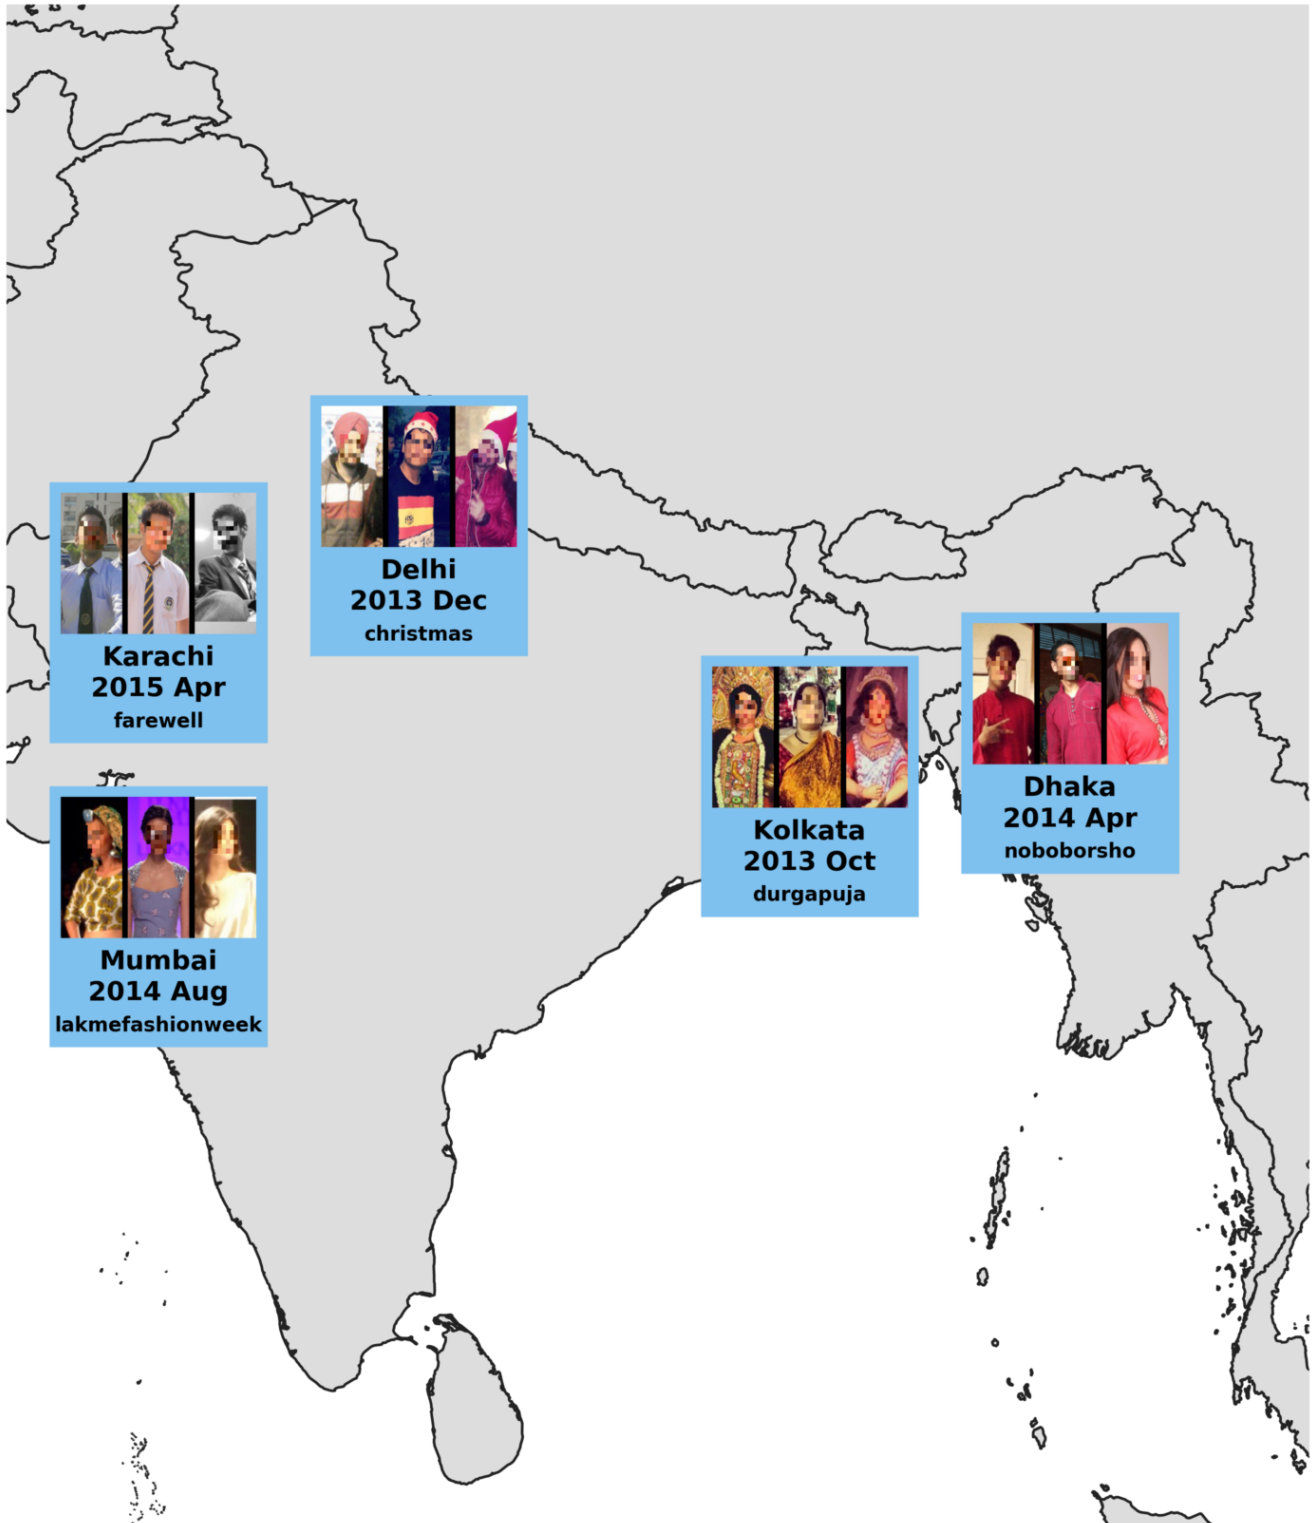 Delhi
2013 Dec
christmas
Karachi
2015 Apr
farewell
Dhaka
2014 Apr
noboborsho
Kolkata
2013 Oct
durgapuja
Mumbai
2014 Aug
lakmefashionweek